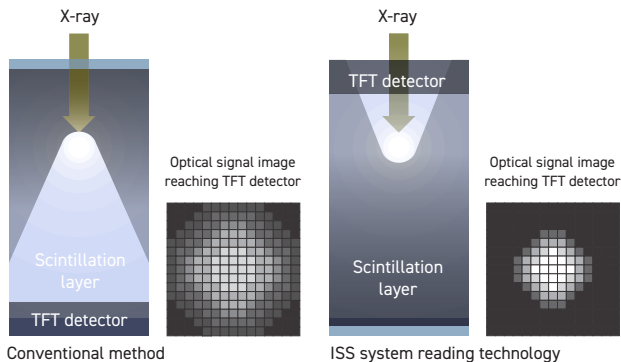 X-ray
Optical signal image
reaching TFT detector
Scintillation
layer
TFT detector
Conventional method
X-ray
TFT detector
Optical signal image
reaching TFT detector
Scintillation
layer
ISS system reading technology